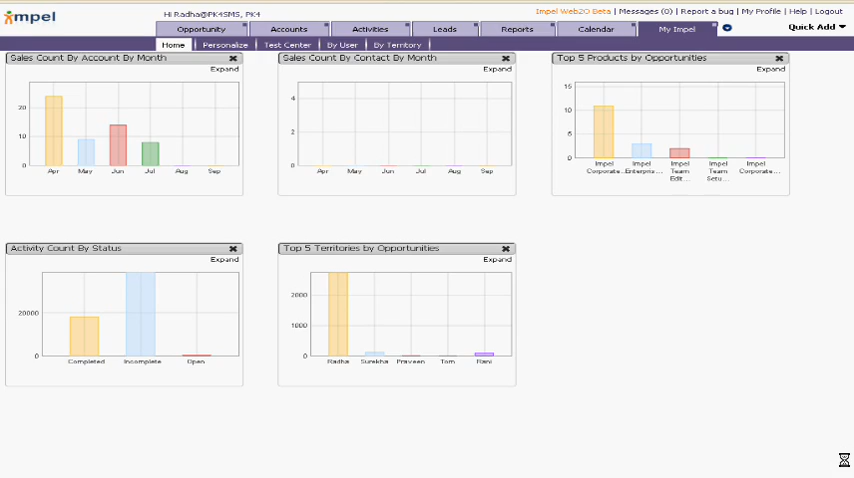 impel
Hi Radha@PK4SMS, PK4
Impel Web2O Beta | Messages (0) | Report a bug | My Profile | Help | Logout
Opportunity Accounts Activities Leads Reports Calendar My Impel Quick Add
Home Personalize Test Center By User By Territory
Sales Count By Account By Month
Expand
20
10
0
Apr May Jun Jul Aug Sep
Sales Count By Contact By Month
Expand
4
2
0
Apr May Jun Jul Aug Sep
Top 5 Products by Opportunities
Expand
15
10
5
0
Impel Impel Impel Impel Impel
Corporate... Enterpris... Team Team Corporate...
Edit... Setu...
Activity Count By Status
Expand
20000
0
Completed Incomplete Open
Top 5 Territories by Opportunities
Expand
2000
1000
0
Radha Surekha Praveen Tom Rani